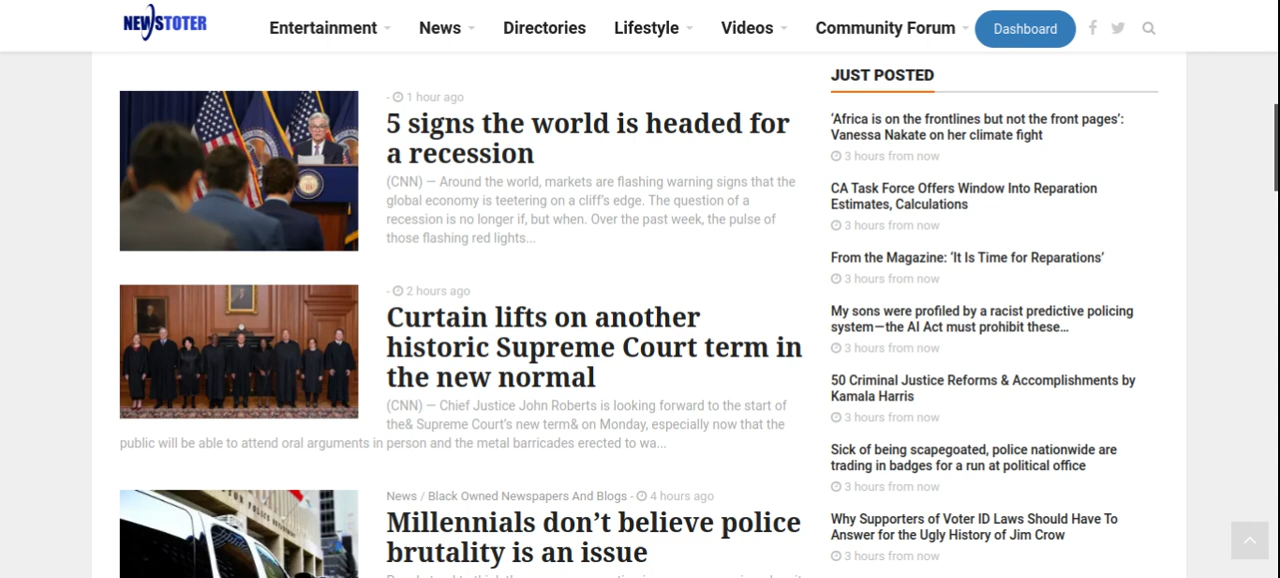 NEWSTOTER
Entertainment
News
Directories
Lifestyle
Videos
Community Forum
Dashboard
- 1 hour ago
5 signs the world is headed for
a recession
(CNN) — Around the world, markets are flashing warning signs that the
global economy is teetering on a cliff's edge. The question of a
recession is no longer if, but when. Over the past week, the pulse of
those flashing red lights...
- 2 hours ago
Curtain lifts on another
historic Supreme Court term in
the new normal
(CNN) — Chief Justice John Roberts is looking forward to the start of
the& Supreme Court's new term& on Monday, especially now that the
public will be able to attend oral arguments in person and the metal barricades erected to wa...
News / Black Owned Newspapers And Blogs - 4 hours ago
Millennials don’t believe police
brutality is an issue
JUST POSTED
‘Africa is on the frontlines but not the front pages’:
Vanessa Nakate on her climate fight
3 hours from now
CA Task Force Offers Window Into Reparation
Estimates, Calculations
3 hours from now
From the Magazine: ‘It Is Time for Reparations’
3 hours from now
My sons were profiled by a racist predictive policing
system—the AI Act must prohibit these...
3 hours from now
50 Criminal Justice Reforms & Accomplishments by
Kamala Harris
3 hours from now
Sick of being scapegoated, police nationwide are
trading in badges for a run at political office
3 hours from now
Why Supporters of Voter ID Laws Should Have To
Answer for the Ugly History of Jim Crow
3 hours from now